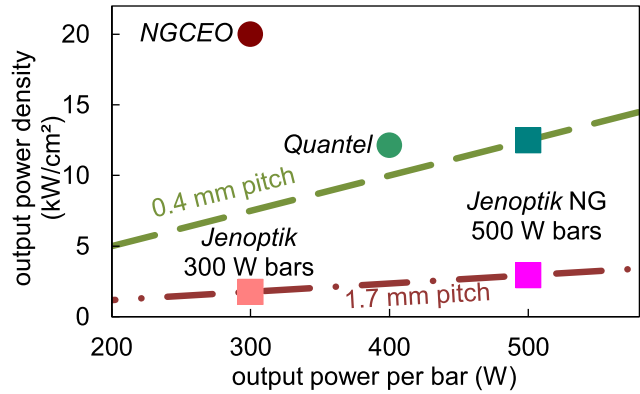 20
15
10
5
0
output power density
(kW/cm²)
NGCEO
Quantel
0.4 mm pitch
Jenoptik NG
500 W bars
Jenoptik
300 W bars
1.7 mm pitch
200
300
400
500
output power per bar (W)